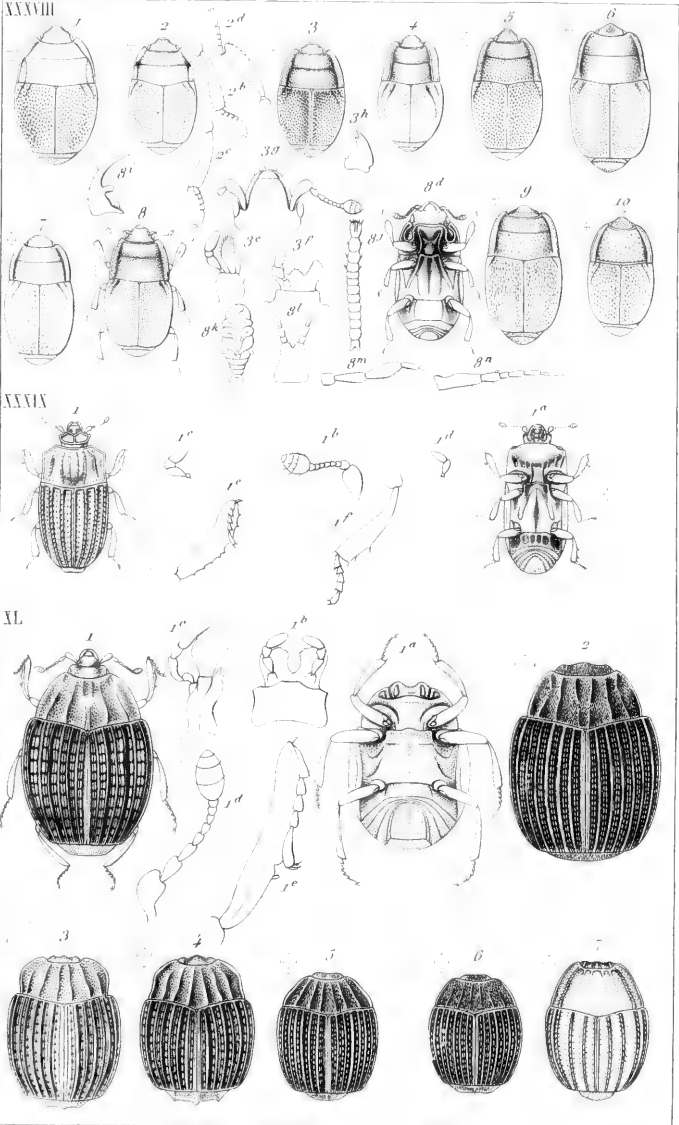 XXXVIII
1 2 2d 3 4 5 6
2b 3h
2c 3g
8i 8d
7 8 3e 3f 9 10
8k 8l
8m 8n
XXXIX
1 1c 1b 1d 1a
1e
1f
XL
1 1c 1b 1a 2
1d
1e
3 4 5 6 7